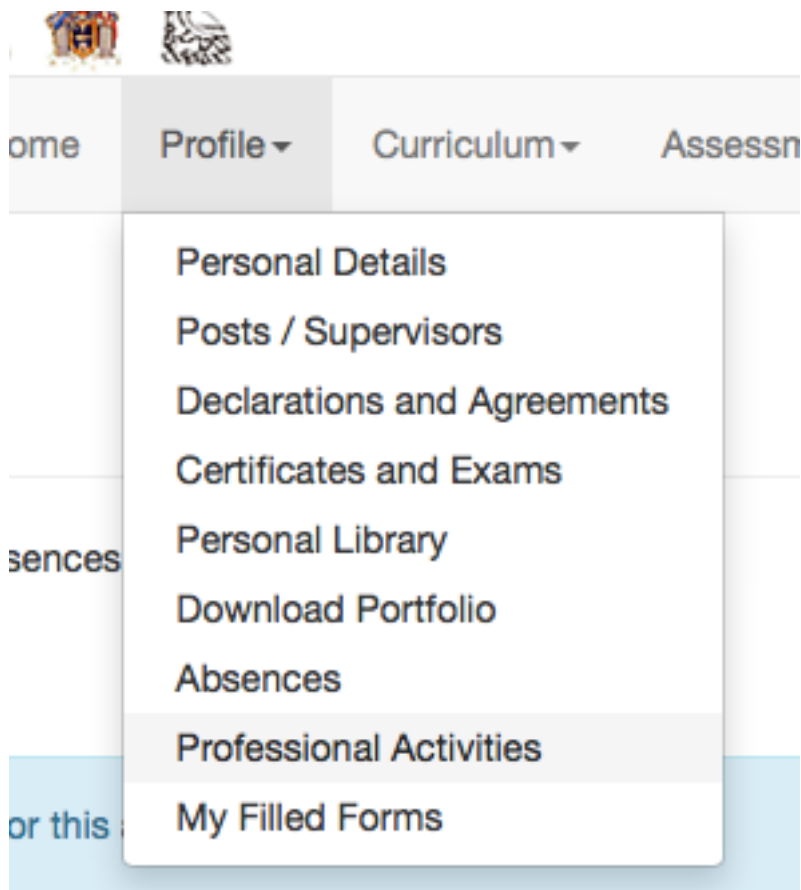 ome Profile Curriculum Assessm
Personal Details
Posts / Supervisors
Declarations and Agreements
Certificates and Exams
Personal Library
sences
Download Portfolio
Absences
Professional Activities
or this
My Filled Forms